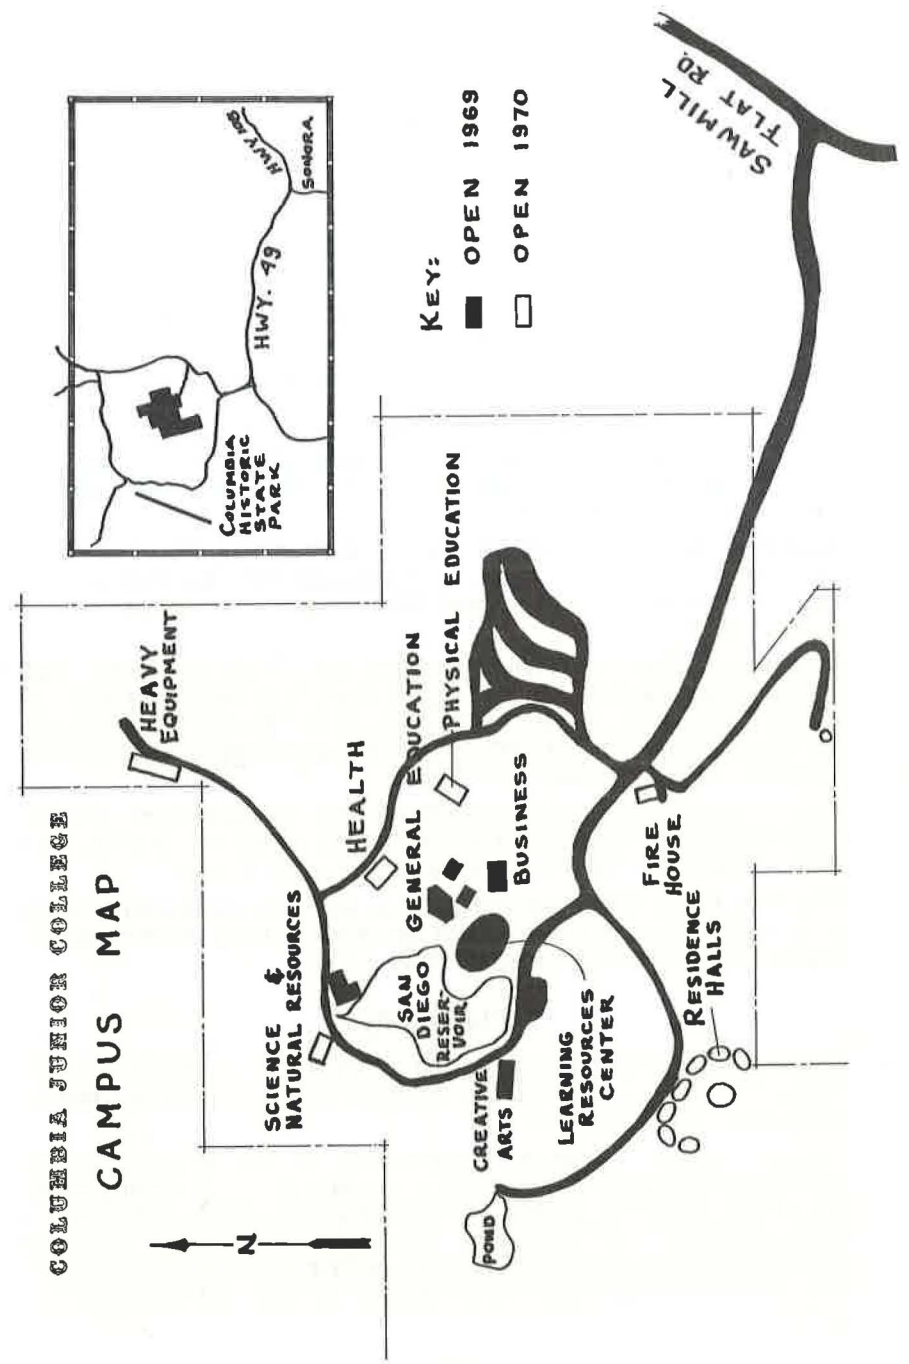 COLUMBIA JUNIOR COLLEGE
CAMPUS MAP
N
COLUMBIA
HISTORIC
STATE
PARK
HWY. 49
HWY 108
SONORA
KEY:
OPEN 1969
OPEN 1970
SAWMILL
FLAT RD.
HEAVY
EQUIPMENT
SCIENCE &
NATURAL RESOURCES
HEALTH
GENERAL EDUCATION
PHYSICAL EDUCATION
SAN
DIEGO
RESER-
VOIR
BUSINESS
CREATIVE
ARTS
LEARNING
RESOURCES
CENTER
POND
FIRE
HOUSE
RESIDENCE
HALLS